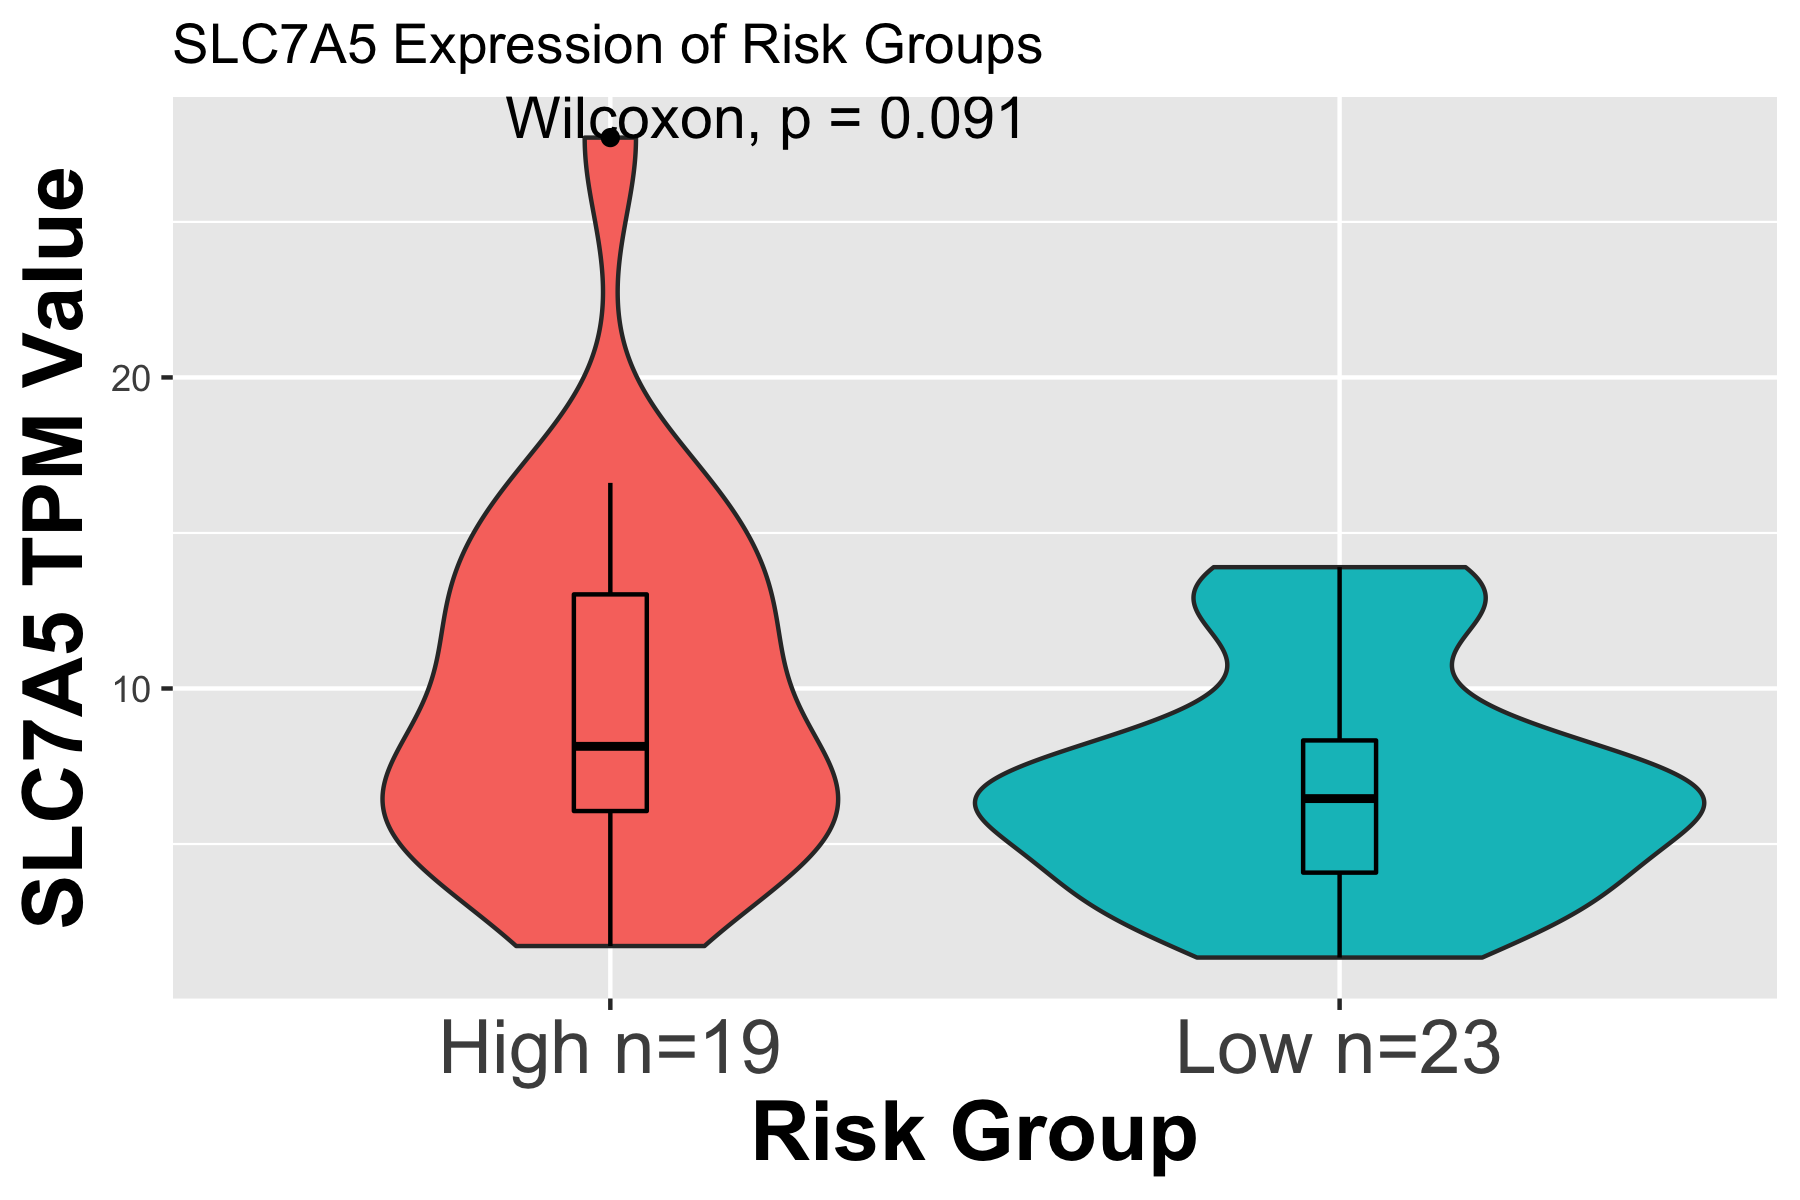 SLC7A5 Expression of Risk Groups
Wilcoxon, p = 0.091
SLC7A5 TPM Value
20
10
High n=19
Low n=23
Risk Group